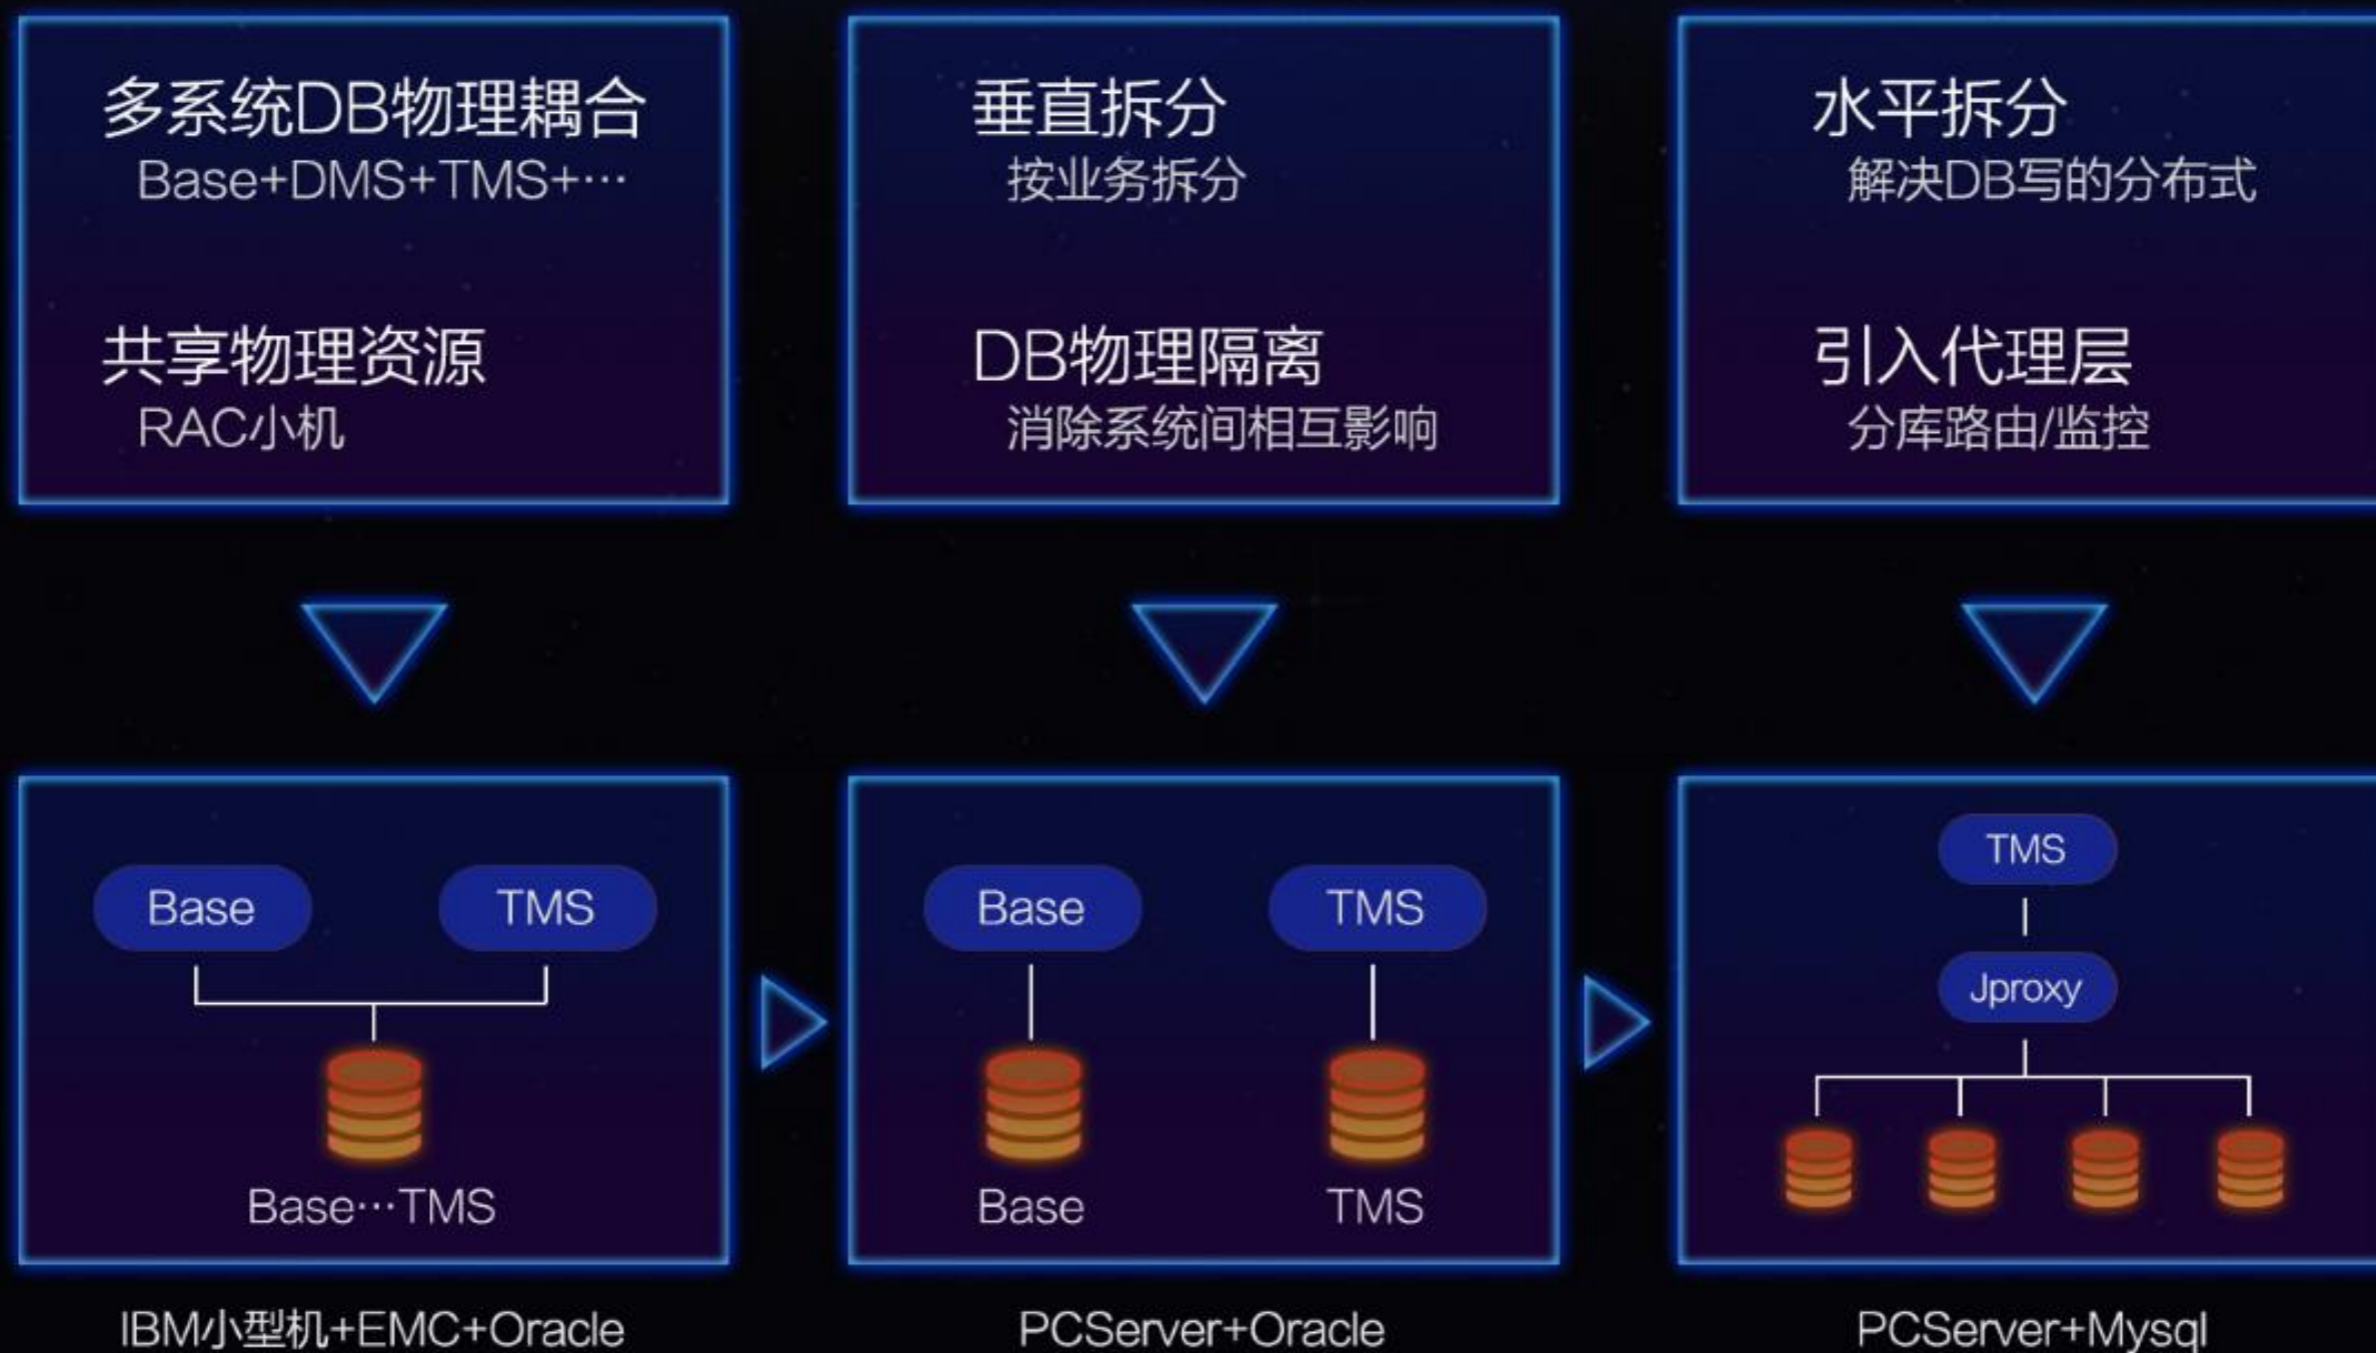 多系统DB物理耦合
Base+DMS+TMS+···
共享物理资源
RAC小机
垂直拆分
按业务拆分
DB物理隔离
消除系统间相互影响
水平拆分
解决DB写的分布式
引入代理层
分库路由/监控
Base
TMS
Base···TMS
IBM小型机+EMC+Oracle
Base
TMS
Base
TMS
PCServer+Oracle
TMS
Jproxy
PCServer+Mysql